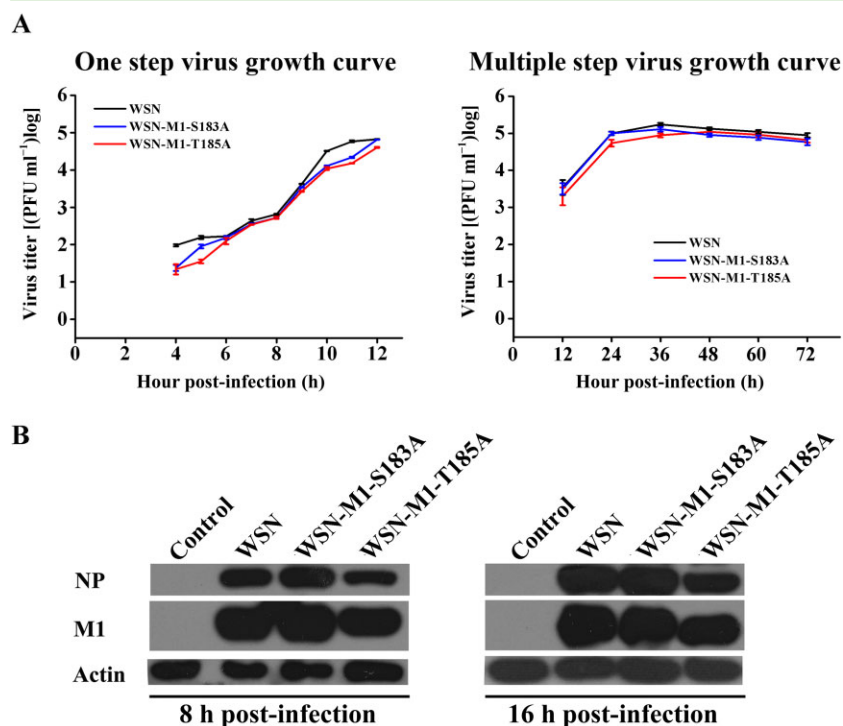 A
One step virus growth curve
Virus titer [(PFU ml⁻¹)log]
6
5
4
3
2
1
0
WSN
WSN-M1-S183A
WSN-M1-T185A
0 2 4 6 8 10 12
Hour post-infection (h)
Multiple step virus growth curve
Virus titer [(PFU ml⁻¹)log]
6
5
4
3
2
1
0
WSN
WSN-M1-S183A
WSN-M1-T185A
0 12 24 36 48 60 72
Hour post-infection (h)
B
Control
WSN
WSN-M1-S183A
WSN-M1-T185A
Control
WSN
WSN-M1-S183A
WSN-M1-T185A
NP
M1
Actin
8 h post-infection
16 h post-infection